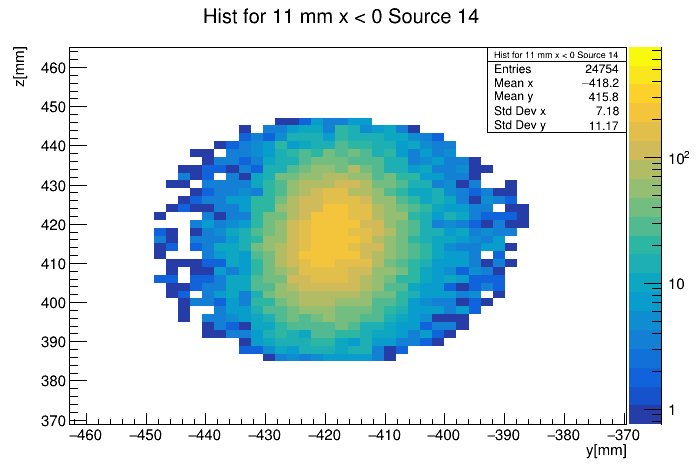 Hist for 11 mm x < 0 Source 14
z[mm]
Hist for 11 mm x < 0 Source 14
Entries 24754
Mean x −418.2
Mean y 415.8
Std Dev x 7.18
Std Dev y 11.17
460
450
440
430
420
410
400
390
380
370
−460 −450 −440 −430 −420 −410 −400 −390 −380 −370
y[mm]
10²
10
1